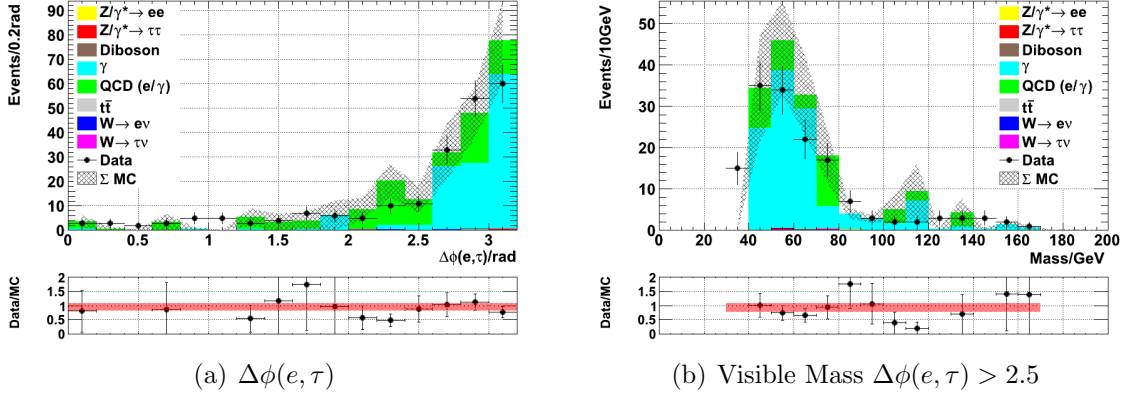 Events/0.2rad
90
80
70
60
50
40
30
20
10
0
Z/γ*→ ee
Z/γ*→ ττ
Diboson
γ
QCD (e/γ)
tt̅
W→ eν
W→ τν
Data
Σ MC
0 0.5 1 1.5 2 2.5 3
Δϕ(e,τ)/rad
Data/MC
2
1.5
1
0.5
0
(a) Δϕ(e, τ)
Events/10GeV
50
40
30
20
10
0
Z/γ*→ ee
Z/γ*→ ττ
Diboson
γ
QCD (e/γ)
tt̅
W→ eν
W→ τν
Data
Σ MC
0 20 40 60 80 100 120 140 160 180 200
Mass/GeV
Data/MC
2
1.5
1
0.5
0
(b) Visible Mass Δϕ(e, τ) > 2.5